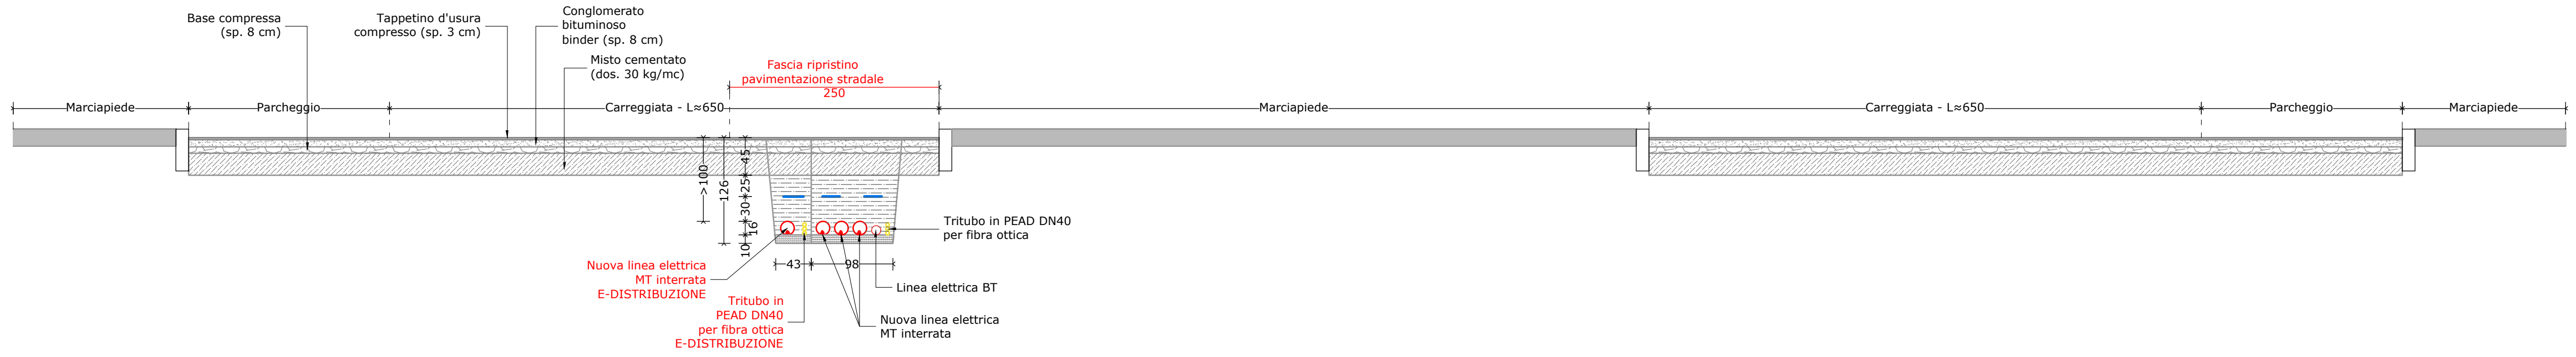 Base compressa
(sp. 8 cm)
Tappetino d'usura
compresso (sp. 3 cm)
Conglomerato
bituminoso
binder (sp. 8 cm)
Misto cementato
(dos. 30 kg/mc)
Fascia ripristino
pavimentazione stradale
250
Marciapiede
Parcheggio
Carreggiata - L≈650
Marciapiede
Carreggiata - L≈650
Parcheggio
Marciapiede
>100
126
45
25
30
16
10
43
98
Tritubo in PEAD DN40
per fibra ottica
Nuova linea elettrica
MT interrata
E-DISTRIBUZIONE
Linea elettrica BT
Tritubo in
PEAD DN40
per fibra ottica
E-DISTRIBUZIONE
Nuova linea elettrica
MT interrata